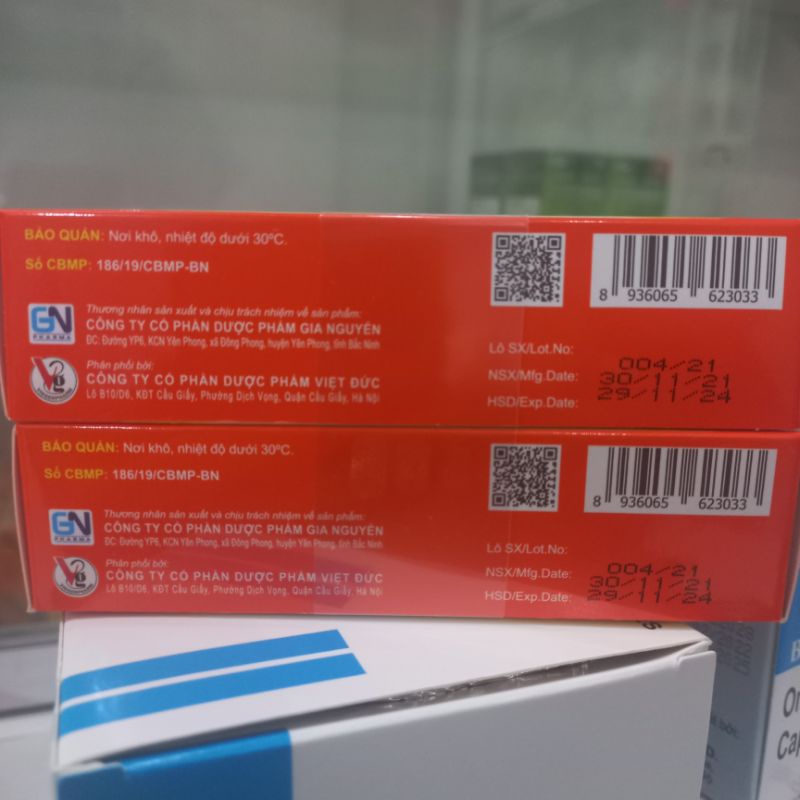 BẢO QUẢN: Nơi khô, nhiệt độ dưới 30ºC.
Số CBMP: 186/19/CBMP-BN
GN
PHARMA
Thương nhân sản xuất và chịu trách nhiệm về sản phẩm:
CÔNG TY CỔ PHẦN DƯỢC PHẨM GIA NGUYÊN
ĐC: Đường YP6, KCN Yên Phong, xã Đông Phong, huyện Yên Phong, tỉnh Bắc Ninh
Phân phối bởi:
CÔNG TY CỔ PHẦN DƯỢC PHẨM VIỆT ĐỨC
Lô B10/D6, KĐT Cầu Giấy, Phường Dịch Vọng, Quận Cầu Giấy, Hà Nội
8 936065 623033
Lô SX/Lot.No: 004/21
NSX/Mfg.Date: 30/11/21
HSD/Exp.Date: 29/11/24
BẢO QUẢN: Nơi khô, nhiệt độ dưới 30ºC.
Số CBMP: 186/19/CBMP-BN
GN
PHARMA
Thương nhân sản xuất và chịu trách nhiệm về sản phẩm:
CÔNG TY CỔ PHẦN DƯỢC PHẨM GIA NGUYÊN
ĐC: Đường YP6, KCN Yên Phong, xã Đông Phong, huyện Yên Phong, tỉnh Bắc Ninh
Phân phối bởi:
CÔNG TY CỔ PHẦN DƯỢC PHẨM VIỆT ĐỨC
Lô B10/D6, KĐT Cầu Giấy, Phường Dịch Vọng, Quận Cầu Giấy, Hà Nội
8 936065 623033
Lô SX/Lot.No: 004/21
NSX/Mfg.Date: 30/11/21
HSD/Exp.Date: 29/11/24